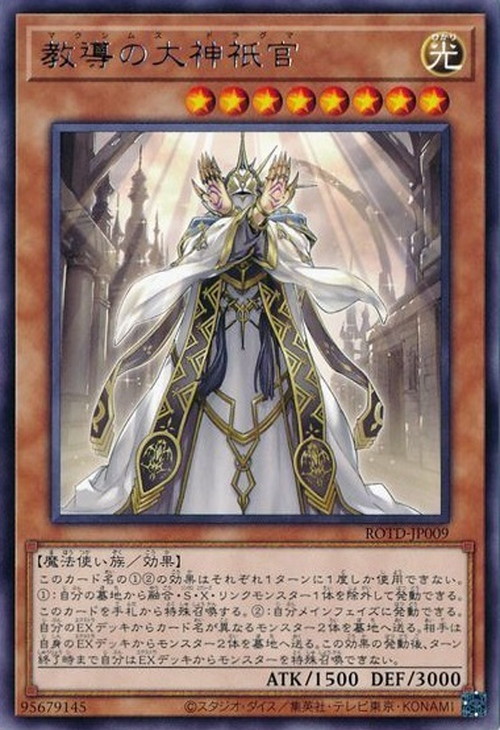 マクシムス・ドラグマ
教導の大神祇官
ひかり
光
ROTD-JP009
【魔法使い族/効果】
このカード名の①②の効果はそれぞれ1ターンに1度しか使用できない。
①:自分の墓地から融合・S・X・リンクモンスター1体を除外して発動できる。
このカードを手札から特殊召喚する。②:自分メインフェイズに発動できる。
自分のEXデッキからカード名が異なるモンスター2体を墓地へ送る。相手は
自身のEXデッキからモンスター2体を墓地へ送る。この効果の発動後、ターン
終了時まで自分はEXデッキからモンスターを特殊召喚できない。
ATK/1500 DEF/3000
95679145
©スタジオ・ダイス/集英社・テレビ東京・KONAMI